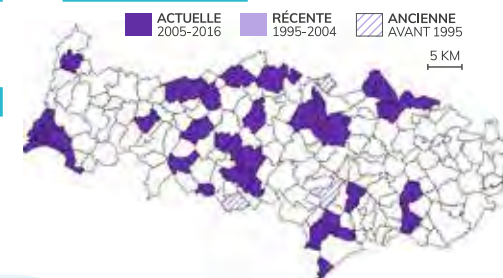 ACTUELLE
2005-2016
RÉCENTE
1995-2004
ANCIENNE
AVANT 1995
5 KM